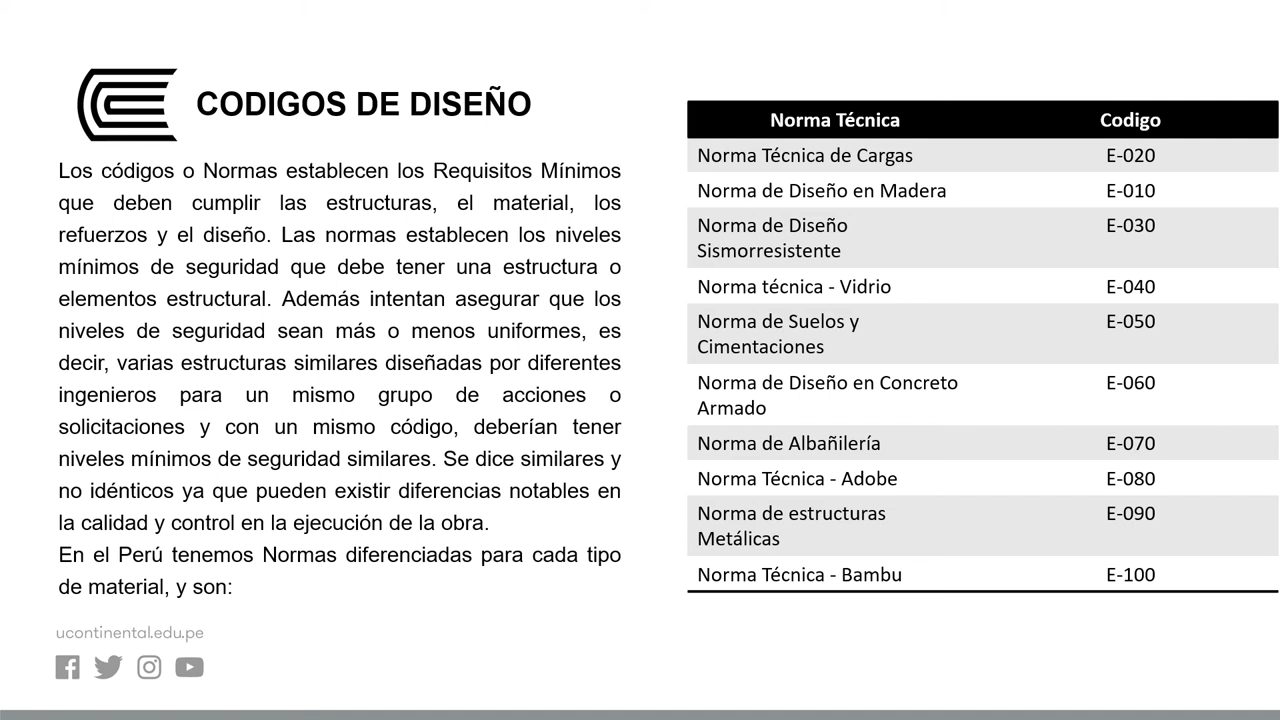 CODIGOS DE DISEÑO
Los códigos o Normas establecen los Requisitos Mínimos
que deben cumplir las estructuras, el material, los
refuerzos y el diseño. Las normas establecen los niveles
mínimos de seguridad que debe tener una estructura o
elementos estructural. Además intentan asegurar que los
niveles de seguridad sean más o menos uniformes, es
decir, varias estructuras similares diseñadas por diferentes
ingenieros para un mismo grupo de acciones o
solicitaciones y con un mismo código, deberían tener
niveles mínimos de seguridad similares. Se dice similares y
no idénticos ya que pueden existir diferencias notables en
la calidad y control en la ejecución de la obra.
En el Perú tenemos Normas diferenciadas para cada tipo
de material, y son:
ucontinental.edu.pe
Norma Técnica Codigo
Norma Técnica de Cargas E-020
Norma de Diseño en Madera E-010
Norma de Diseño E-030
Sismorresistente
Norma técnica - Vidrio E-040
Norma de Suelos y E-050
Cimentaciones
Norma de Diseño en Concreto E-060
Armado
Norma de Albañilería E-070
Norma Técnica - Adobe E-080
Norma de estructuras E-090
Metálicas
Norma Técnica - Bambu E-100